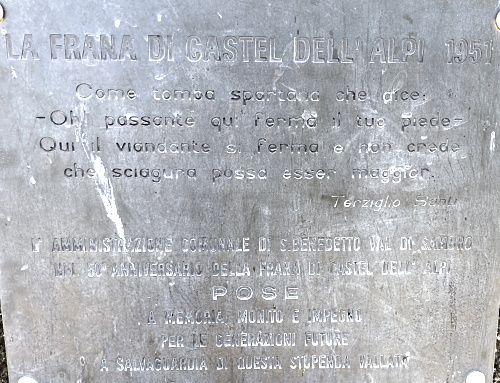 LA FRANA DI CASTEL DELL'ALPI 1951
Come tomba spartana che dice:
-Oh! passante qui ferma il tuo piede-
Qui il viandante si ferma e non crede
che sciagura possa esser maggior.
Terziglio Santi
L'AMMINISTRAZIONE COMUNALE DI S.BENEDETTO VAL DI SAMBRO
NEL 50° ANNIVERSARIO DELLA FRANA DI CASTEL DELL'ALPI
POSE
A MEMORIA, MONITO E IMPEGNO
PER LE GENERAZIONI FUTURE
A SALVAGUARDIA DI QUESTA STUPENDA VALLATA